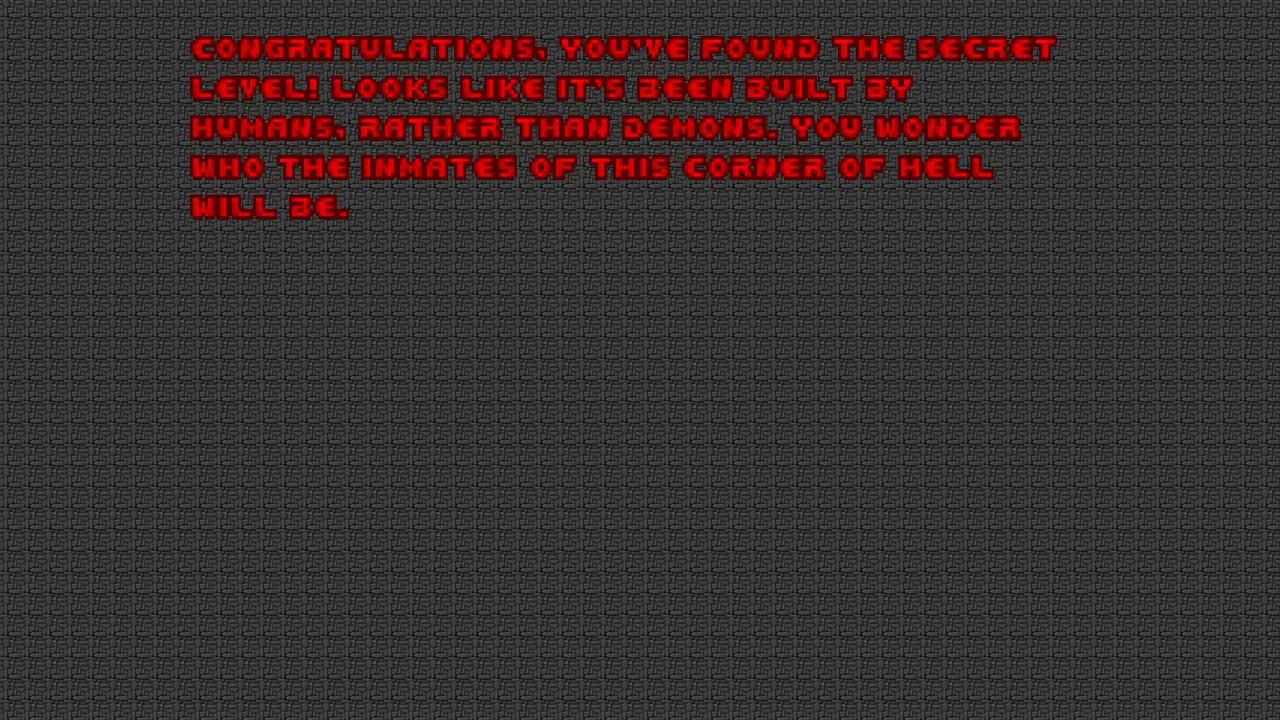 CONGRATULATIONS, YOU'VE FOUND THE SECRET
LEVEL! LOOKS LIKE IT'S BEEN BUILT BY
HUMANS, RATHER THAN DEMONS. YOU WONDER
WHO THE INMATES OF THIS CORNER OF HELL
WILL BE.